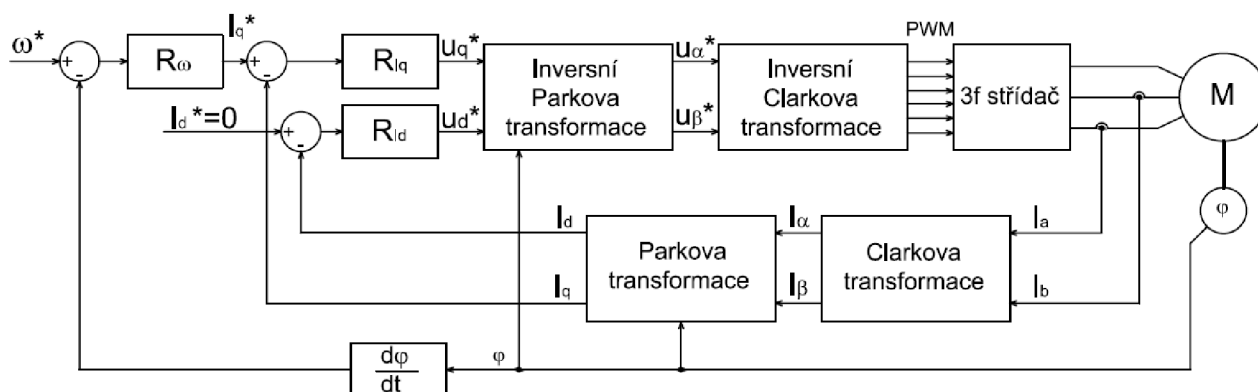 ω*
+
-
Rω
Iq*
+
-
RIq
uq*
Id*=0
+
-
RId
ud*
Inversní
Parkova
transformace
uα*
uβ*
Inversní
Clarkova
transformace
PWM
3f střídač
M
φ
Id
Iq
Parkova
transformace
Iα
Iβ
Clarkova
transformace
Ia
Ib
dφ
dt
φ